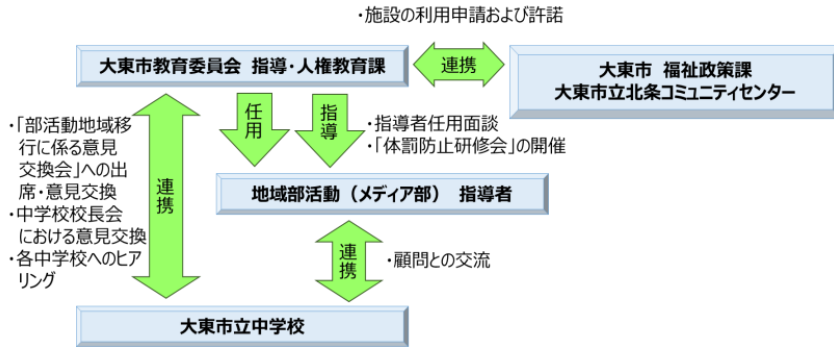 ・施設の利用申請および許諾
大東市教育委員会 指導・人権教育課
連携
大東市 福祉政策課
大東市立北条コミュニティセンター
任用
指導
・指導者任用面談
・「体罰防止研修会」の開催
・「部活動地域移
行に係る意見
交換会」への出
席・意見交換
・中学校校長会
における意見交換
・各中学校へのヒア
リング
連携
地域部活動（メディア部） 指導者
連携
・顧問との交流
大東市立中学校